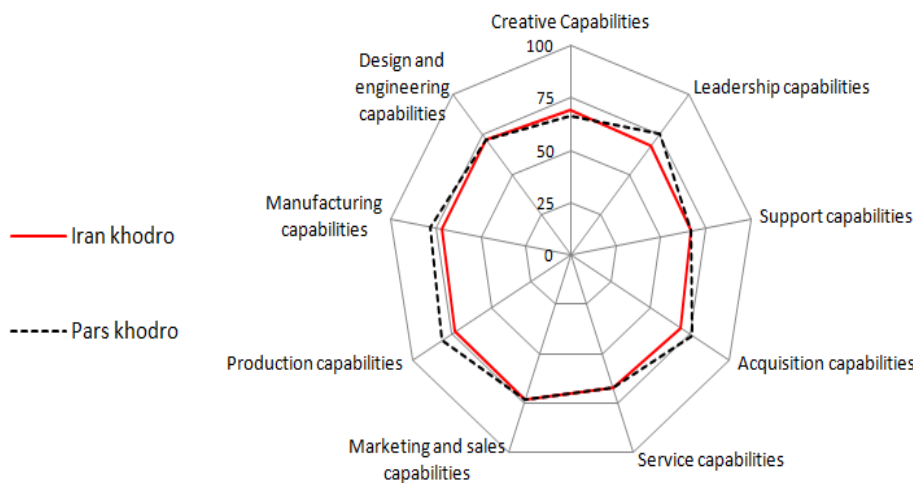 Creative Capabilities
100
Design and
engineering
capabilities
Leadership capabilities
75
50
Manufacturing
capabilities
Support capabilities
25
Iran khodro
0
Pars khodro
Production capabilities
Acquisition capabilities
Marketing and sales
capabilities
Service capabilities